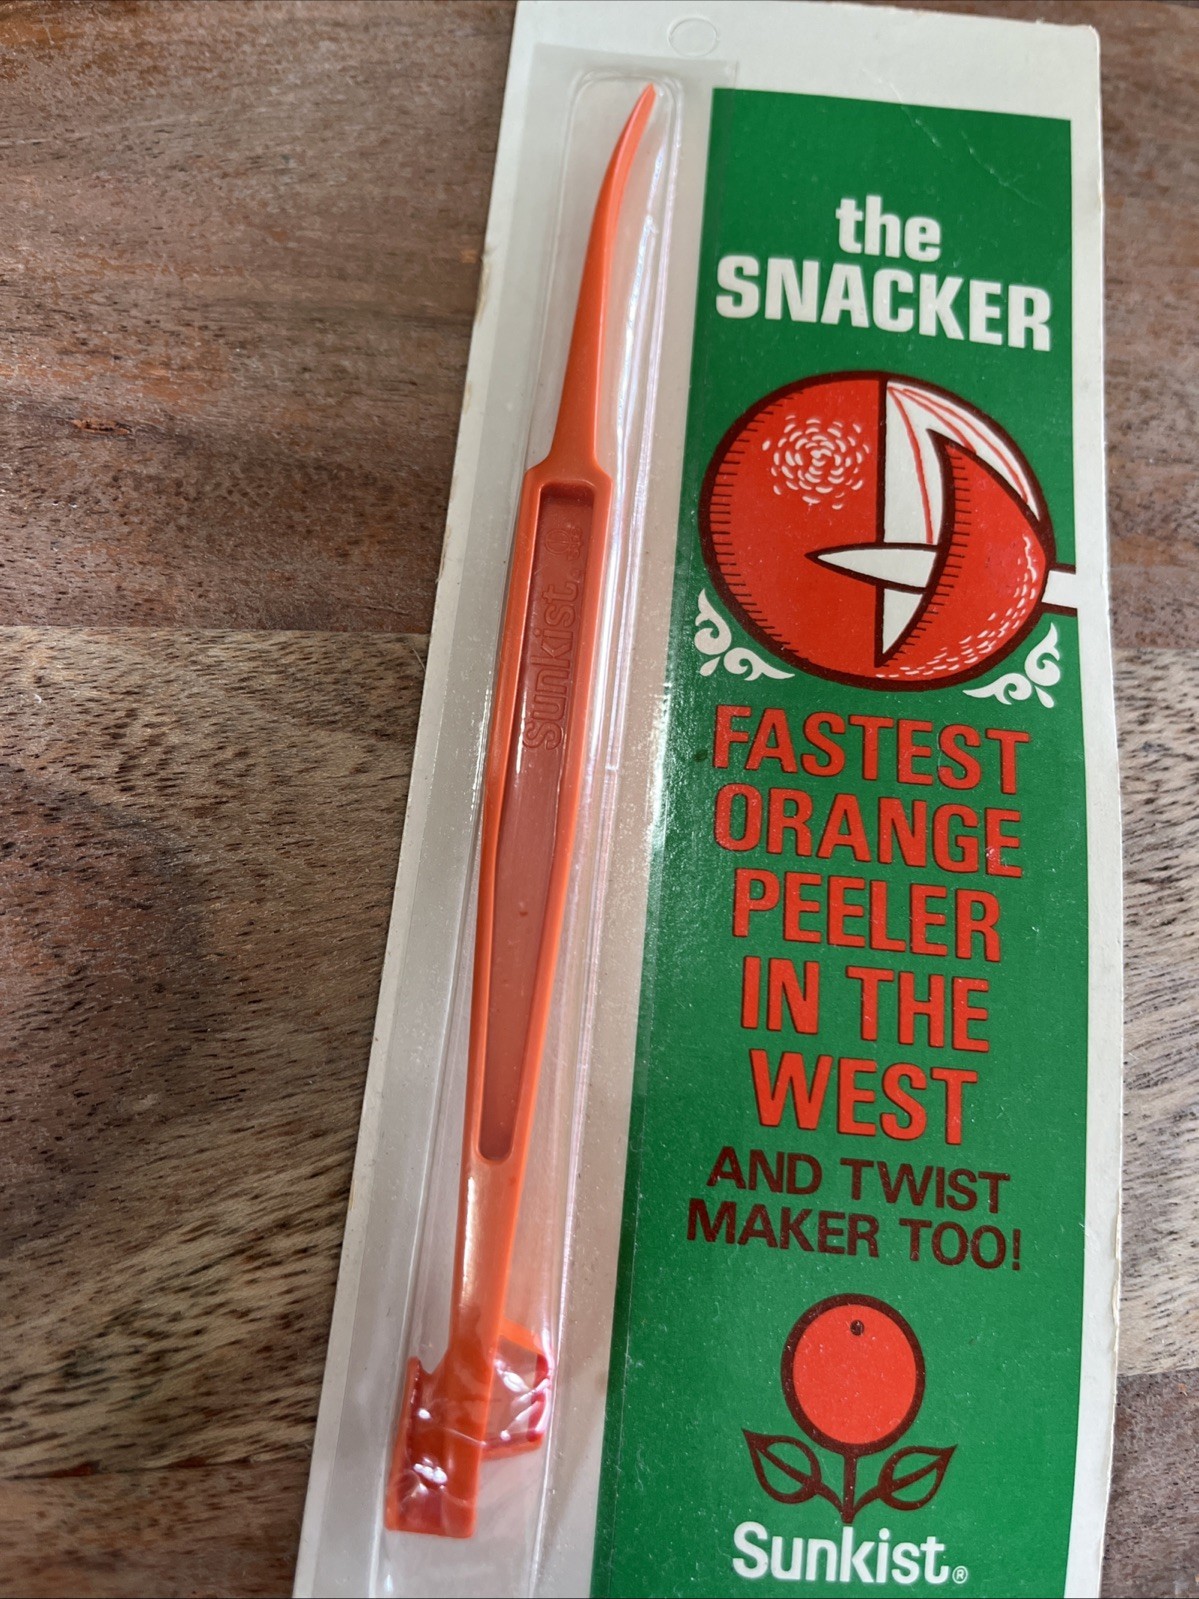 the
SNACKER
FASTEST
ORANGE
PEELER
IN THE
WEST
AND TWIST
MAKER TOO!
Sunkist®
Sunkist®